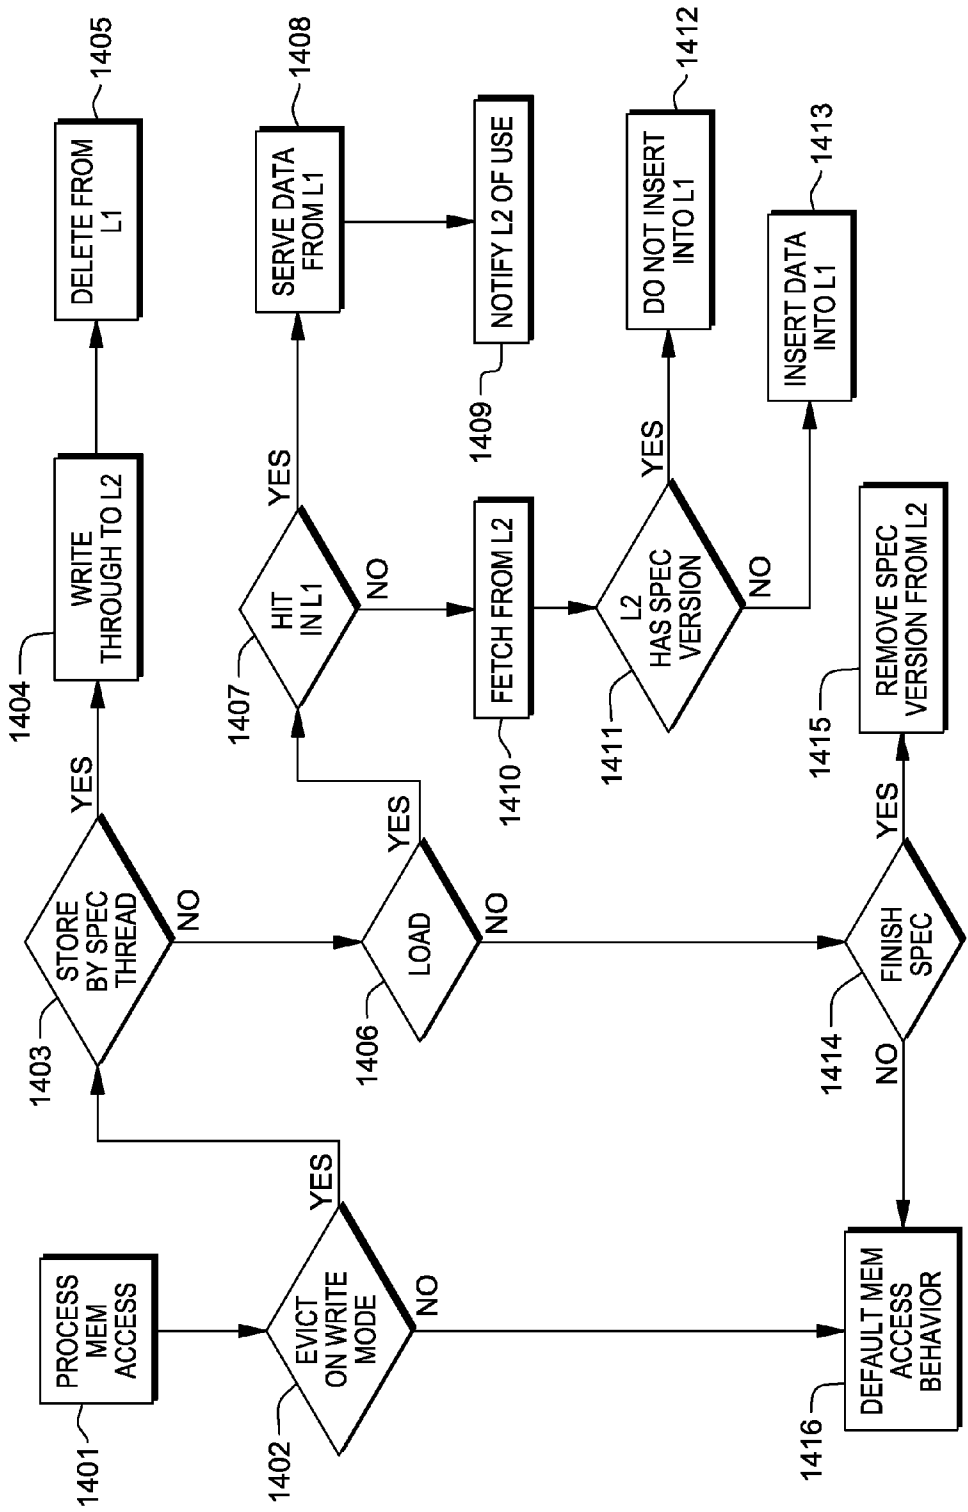 1401
PROCESS
MEM
ACCESS
1402
EVICT
ON WRITE
MODE
YES
NO
1403
STORE
BY SPEC
THREAD
YES
NO
1404
WRITE
THROUGH TO L2
DELETE FROM
L1
1405
1406
LOAD
YES
NO
1407
HIT
IN L1
YES
NO
SERVE DATA
FROM L1
1408
NOTIFY L2 OF USE
1409
FETCH FROM L2
1410
1411
L2
HAS SPEC
VERSION
YES
NO
DO NOT INSERT
INTO L1
1412
INSERT DATA
INTO L1
1413
1414
FINISH
SPEC
YES
NO
1415
REMOVE SPEC
VERSION FROM L2
DEFAULT MEM
ACCESS
BEHAVIOR
1416